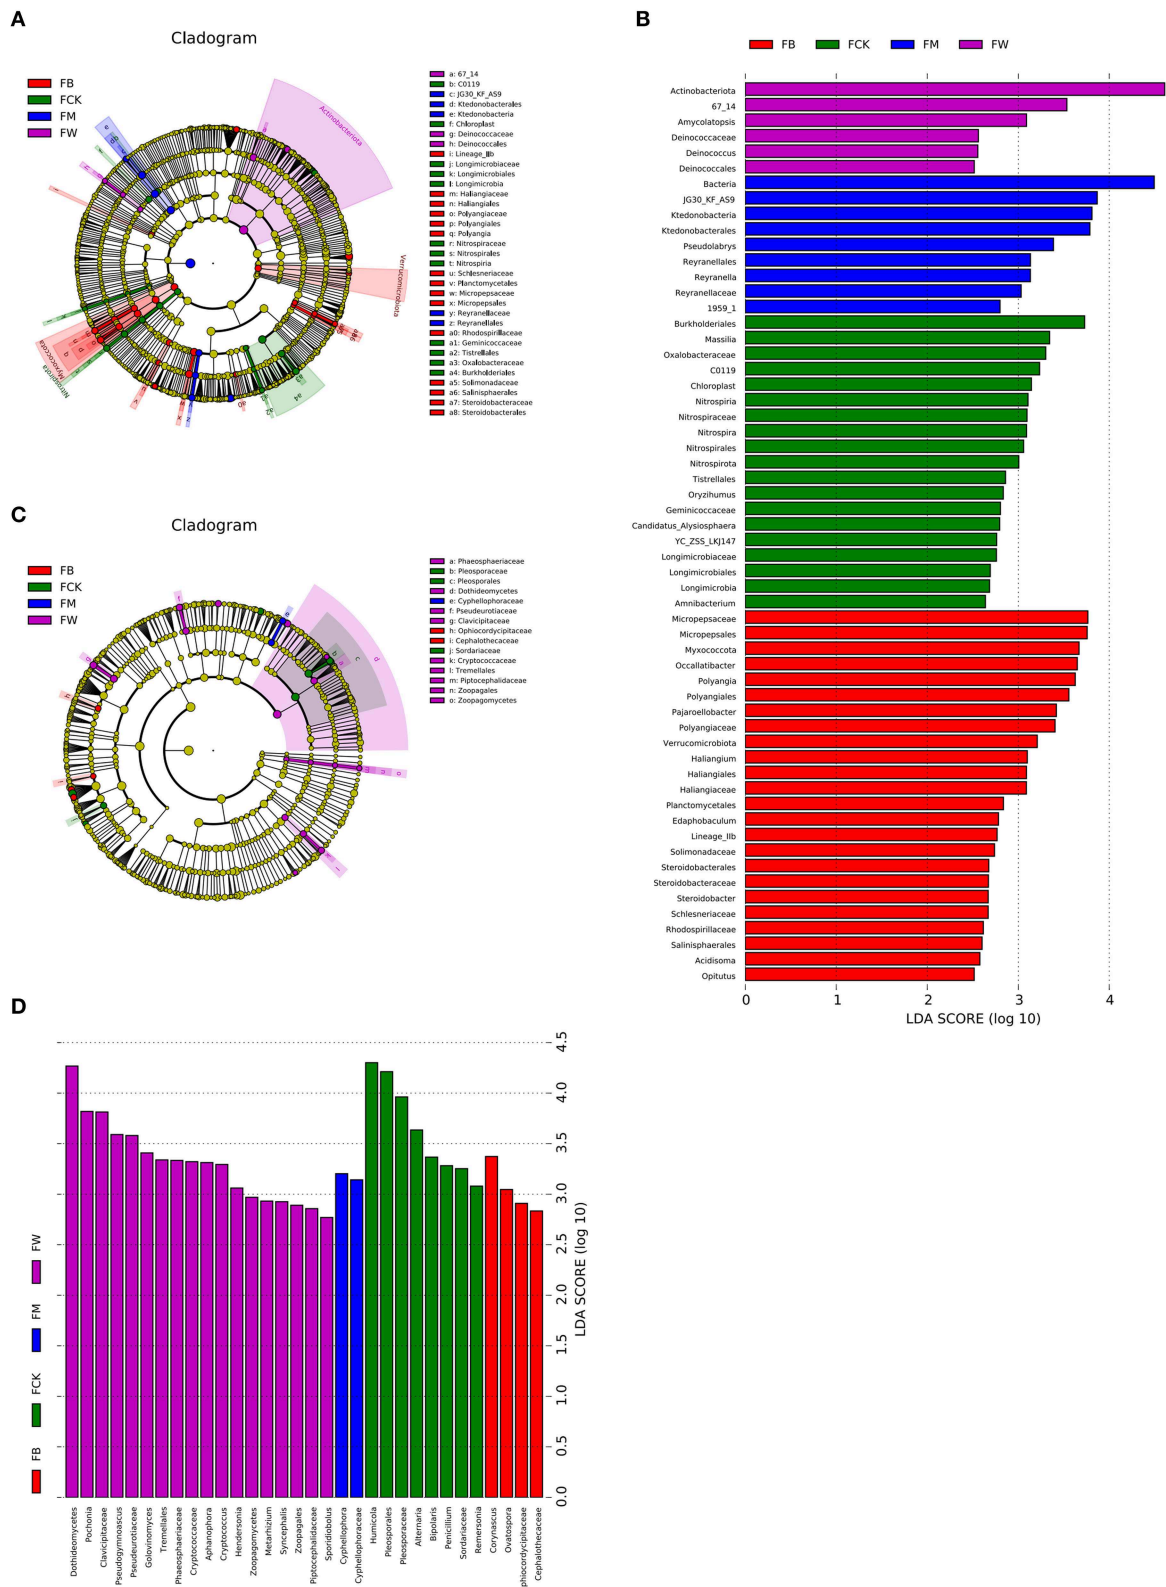 A
Cladogram
FB
FCK
FM
FW
Actinobacteriota
Verrucomicrobiota
Myxococcota
Nitrospirota
a: 67_14
b: C0119
c: JG30_KF_AS9
d: Ktedonobacterales
e: Ktedonobacteria
f: Chloroplast
g: Deinococcaceae
h: Deinococcales
i: Lineage_IIb
j: Longimicrobiaceae
k: Longimicrobiales
l: Longimicrobia
m: Haliangiaceae
n: Haliangiales
o: Polyangiaceae
p: Polyangiales
q: Polyangia
r: Nitrospiraceae
s: Nitrospirales
t: Nitrospiria
u: Schlesneriaceae
v: Planctomycetales
w: Micropepsaceae
x: Micropepsales
y: Reyranellaceae
z: Reyranellales
a0: Rhodospirillaceae
a1: Geminicoccaceae
a2: Tistrellales
a3: Oxalobacteraceae
a4: Burkholderiales
a5: Solimonadaceae
a6: Salinisphaerales
a7: Steroidobacteraceae
a8: Steroidobacterales
B
FB FCK FM FW
Actinobacteriota
67_14
Amycolatopsis
Deinococcaceae
Deinococcus
Deinococcales
Bacteria
JG30_KF_AS9
Ktedonobacteria
Ktedonobacterales
Pseudolabrys
Reyranellales
Reyranella
Reyranellaceae
1959_1
Burkholderiales
Massilia
Oxalobacteraceae
C0119
Chloroplast
Nitrospiria
Nitrospiraceae
Nitrospira
Nitrospirales
Nitrospirota
Tistrellales
Oryzihumus
Geminicoccaceae
Candidatus_Alysiosphaera
YC_ZSS_LKJ147
Longimicrobiaceae
Longimicrobiales
Longimicrobia
Amnibacterium
Micropepsaceae
Micropepsales
Myxococcota
Occallatibacter
Polyangia
Polyangiales
Pajaroellobacter
Polyangiaceae
Verrucomicrobiota
Haliangium
Haliangiales
Haliangiaceae
Planctomycetales
Edaphobaculum
Lineage_IIb
Solimonadaceae
Steroidobacterales
Steroidobacteraceae
Steroidobacter
Schlesneriaceae
Rhodospirillaceae
Salinisphaerales
Acidisoma
Opitutus
0 1 2 3 4
LDA SCORE (log 10)
C
Cladogram
FB
FCK
FM
FW
a: Phaeosphaeriaceae
b: Pleosporaceae
c: Pleosporales
d: Dothideomycetes
e: Cyphellophoraceae
f: Pseudeurotiaceae
g: Clavicipitaceae
h: Ophiocordycipitaceae
i: Cephalothecaceae
j: Sordariaceae
k: Cryptococcaceae
l: Tremellales
m: Piptocephalidaceae
n: Zoopagales
o: Zoopagomycetes
D
FB FCK FM FW
0.0 0.5 1.0 1.5 2.0 2.5 3.0 3.5 4.0 4.5
LDA SCORE (log 10)
Dothideomycetes
Pochonia
Clavicipitaceae
Pseudogymnoascus
Pseudeurotiaceae
Golovinomyces
Tremellales
Phaeosphaeriaceae
Cryptococcaceae
Aphanophora
Cryptococcus
Hendersonia
Zoopagomycetes
Metarhizium
Syncephalis
Zoopagales
Piptocephalidaceae
Sporidiobolus
Cyphellophora
Cyphellophoraceae
Humicola
Pleosporales
Pleosporaceae
Alternaria
Bipolaris
Penicillium
Sordariaceae
Remersonia
Corynascus
Ovatospora
phiocordycipitaceae
Cephalothecaceae